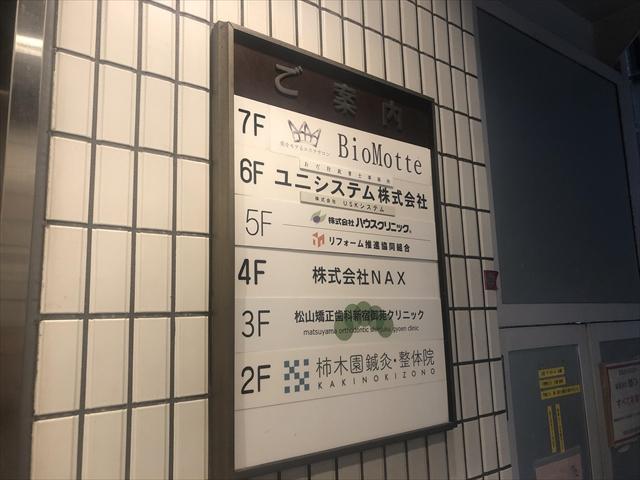 ご案内
7F BioMotte
6F ユニシステム株式会社
株式会社 USKシステム
5F 株式会社ハウスクリニック
リフォーム推進協同組合
4F 株式会社NAX
3F 松山矯正歯科新宿御苑クリニック
matsuyama orthodontic shinjuku gyoen clinic
2F 柿木園鍼灸・整体院
KAKINOKIZONO